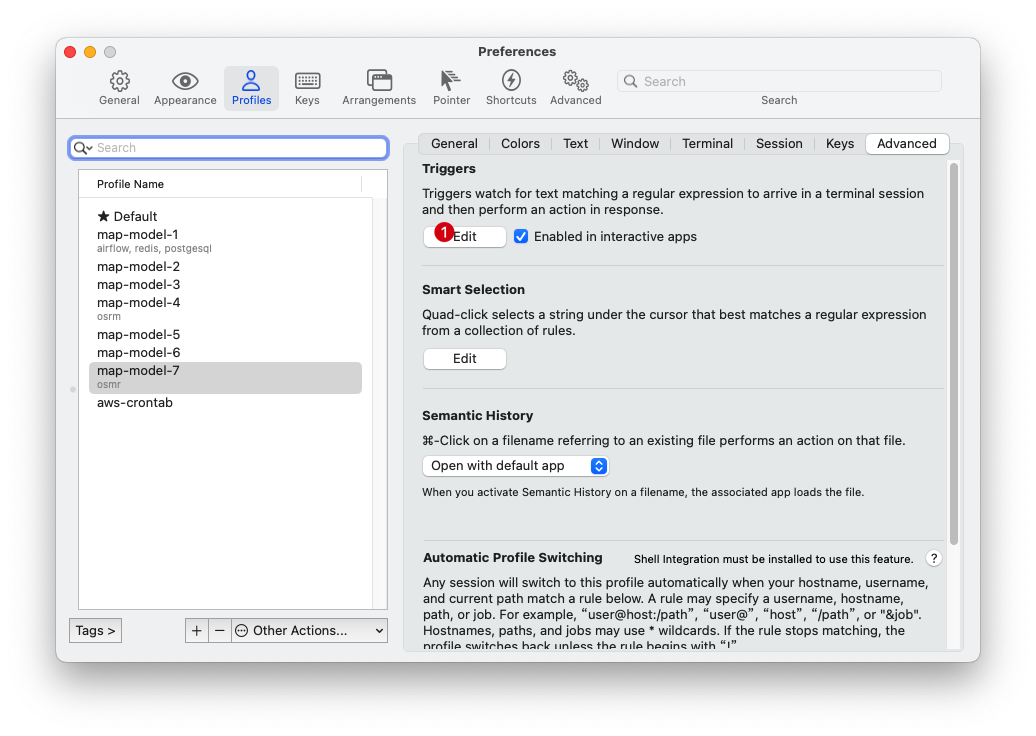 Preferences
General
Appearance
Profiles
Keys
Arrangements
Pointer
Shortcuts
Advanced
Search
Search
Search
Profile Name
★ Default
map-model-1
airflow, redis, postgesql
map-model-2
map-model-3
map-model-4
osrm
map-model-5
map-model-6
map-model-7
osmr
aws-crontab
Tags >
+
−
Other Actions...
General
Colors
Text
Window
Terminal
Session
Keys
Advanced
Triggers
Triggers watch for text matching a regular expression to arrive in a terminal session
and then perform an action in response.
1
Edit
Enabled in interactive apps
Smart Selection
Quad-click selects a string under the cursor that best matches a regular expression
from a collection of rules.
Edit
Semantic History
⌘-Click on a filename referring to an existing file performs an action on that file.
Open with default app
When you activate Semantic History on a filename, the associated app loads the file.
Automatic Profile Switching
Shell Integration must be installed to use this feature.
?
Any session will switch to this profile automatically when your hostname, username,
and current path match a rule below. A rule may specify a username, hostname,
path, or job. For example, “user@host:/path”, “user@”, “host”, “/path”, or "&job".
Hostnames, paths, and jobs may use * wildcards. If the rule stops matching, the
profile switches back unless the rule begins with “!”